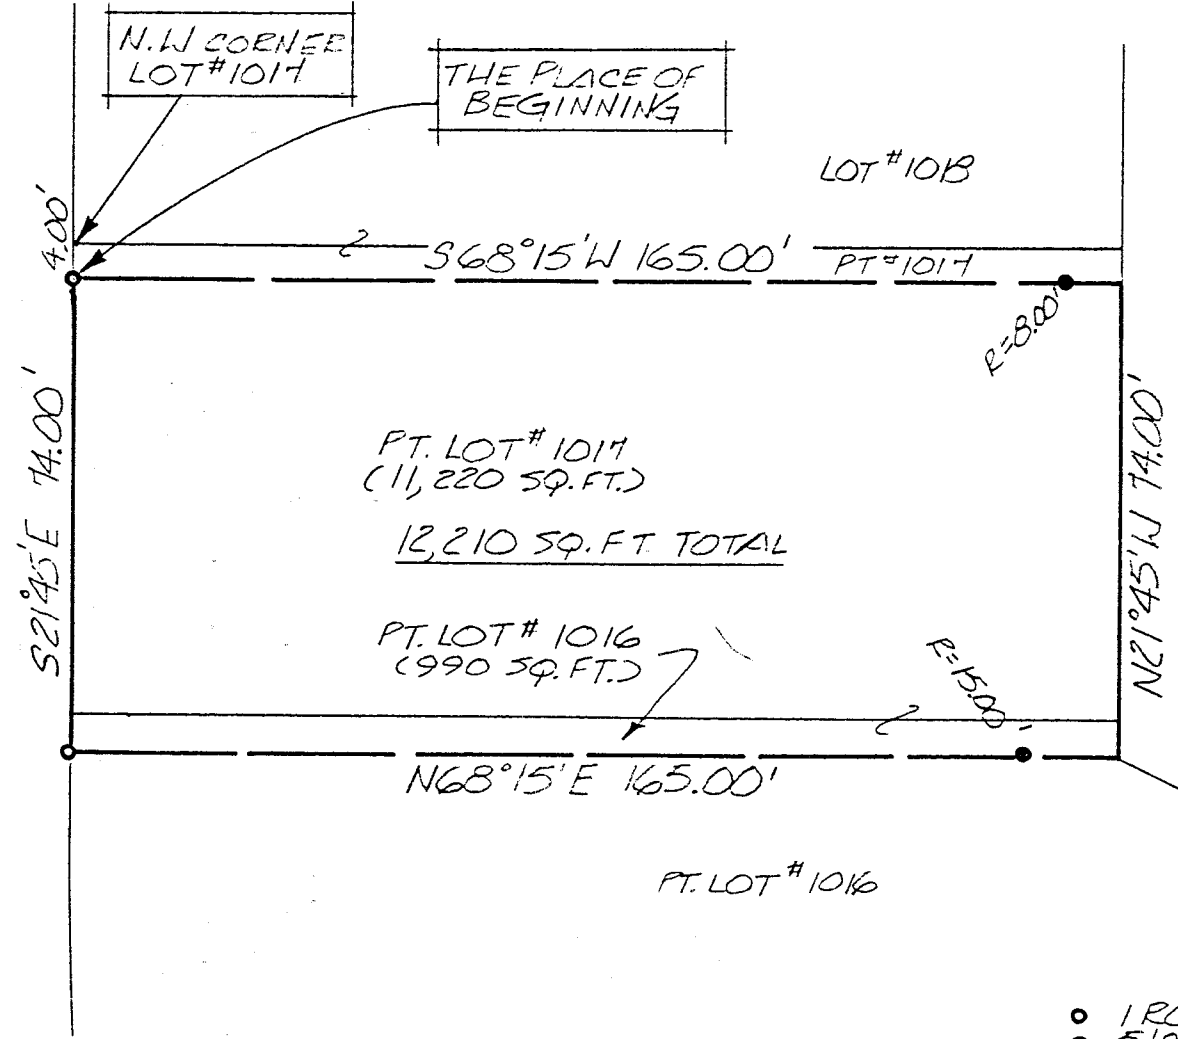 N.W CORNER
LOT #1017
THE PLACE OF
BEGINNING
LOT #1018
4.00'
S68°15'W 165.00'
PT #1017
R=8.00'
S21°45'E 74.00'
N21°45'W 74.00'
PT. LOT # 1017
(11,220 SQ.FT.)
12,210 SQ.FT. TOTAL
PT. LOT # 1016
(990 SQ.FT.)
R=15.00'
N68°15'E 165.00'
PT. LOT #1016